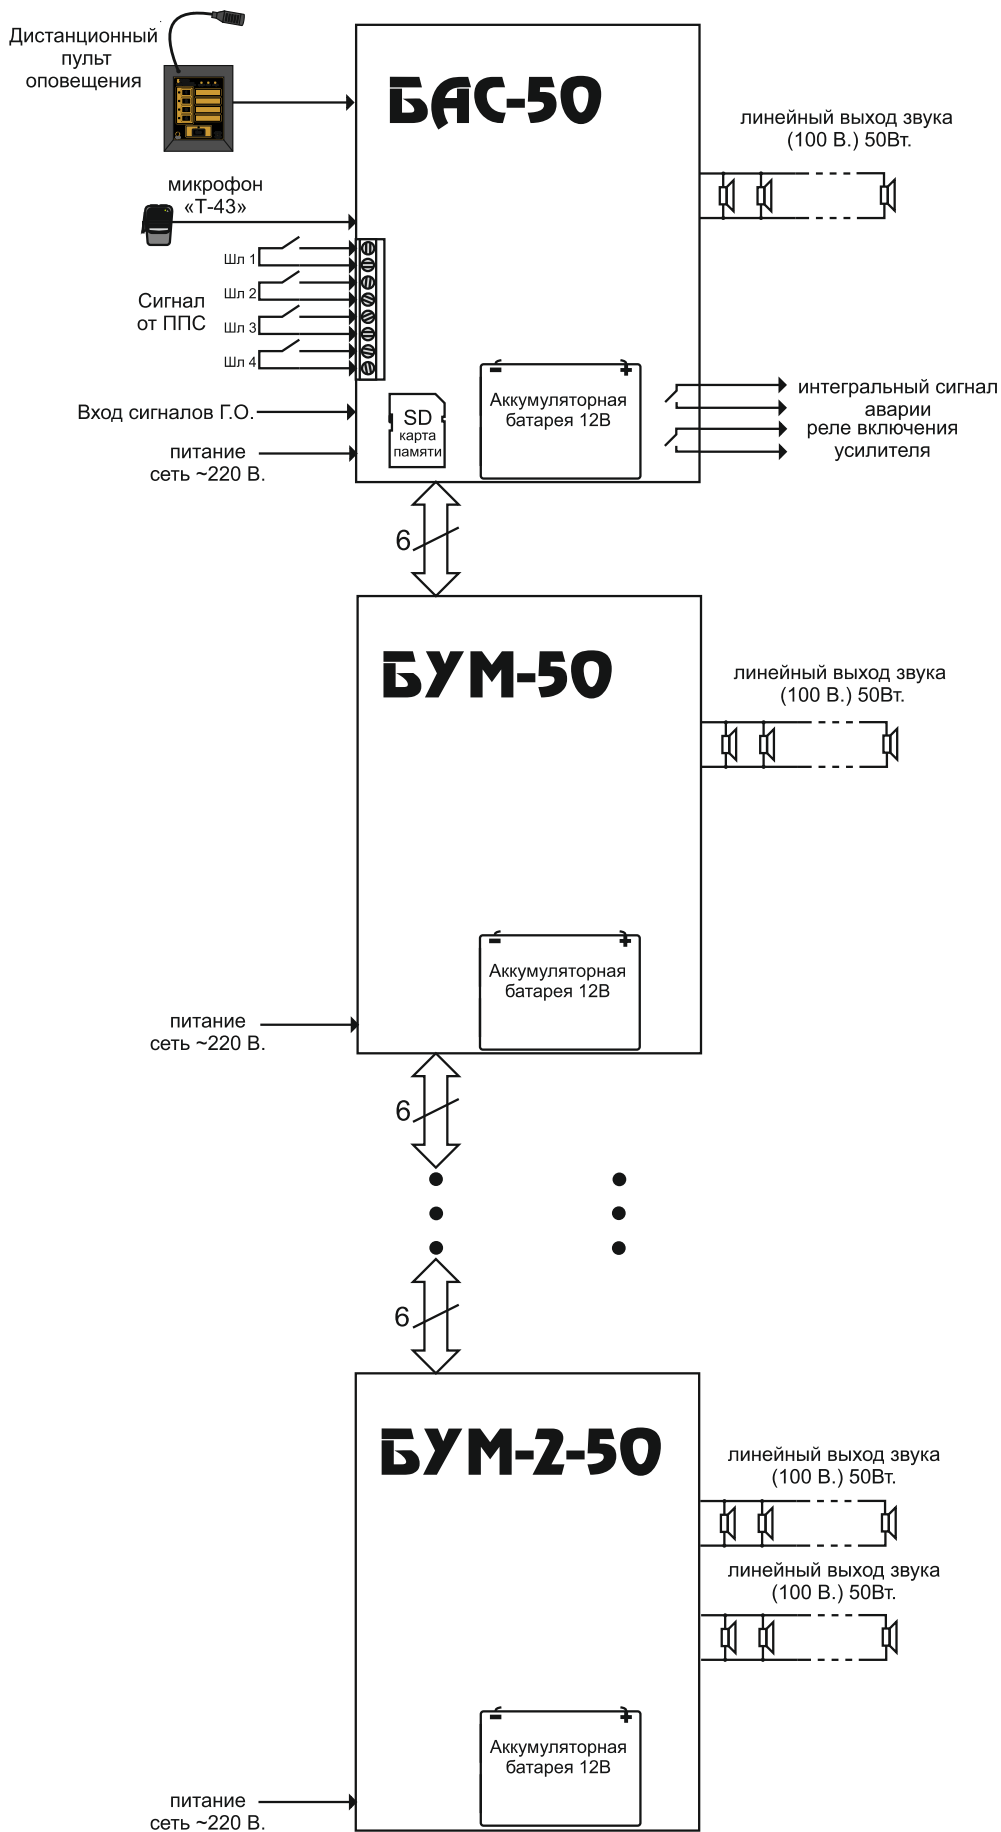 Дистанционный
пульт
оповещения
БАС-50
линейный выход звука
(100 В.) 50Вт.
микрофон
«Т-43»
Шл 1
Шл 2
Шл 3
Шл 4
Сигнал
от ППС
Вход сигналов Г.О.
питание
сеть ~220 В.
SD
карта
памяти
Аккумуляторная
батарея 12В
интегральный сигнал
аварии
реле включения
усилителя
6
БУМ-50
линейный выход звука
(100 В.) 50Вт.
Аккумуляторная
батарея 12В
питание
сеть ~220 В.
6
6
БУМ-2-50
линейный выход звука
(100 В.) 50Вт.
линейный выход звука
(100 В.) 50Вт.
Аккумуляторная
батарея 12В
питание
сеть ~220 В.